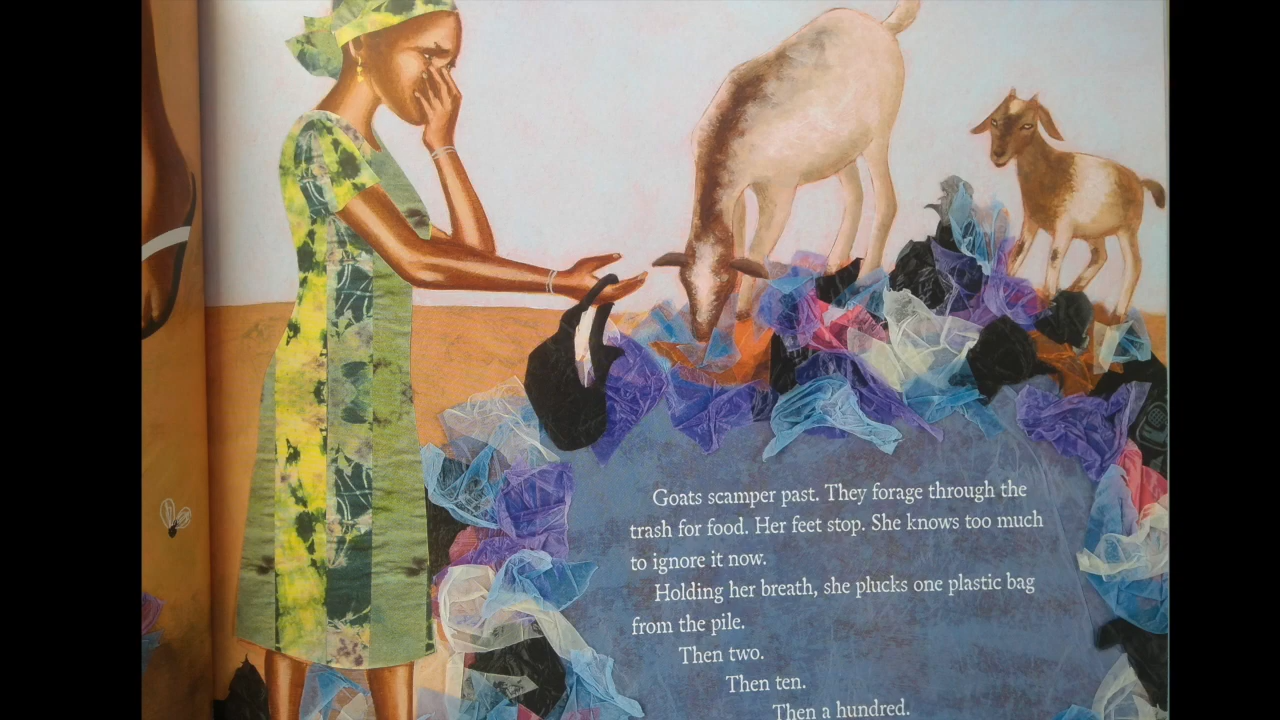 Goats scamper past. They forage through the
trash for food. Her feet stop. She knows too much
to ignore it now.
Holding her breath, she plucks one plastic bag
from the pile.
Then two.
Then ten.
Then a hundred.